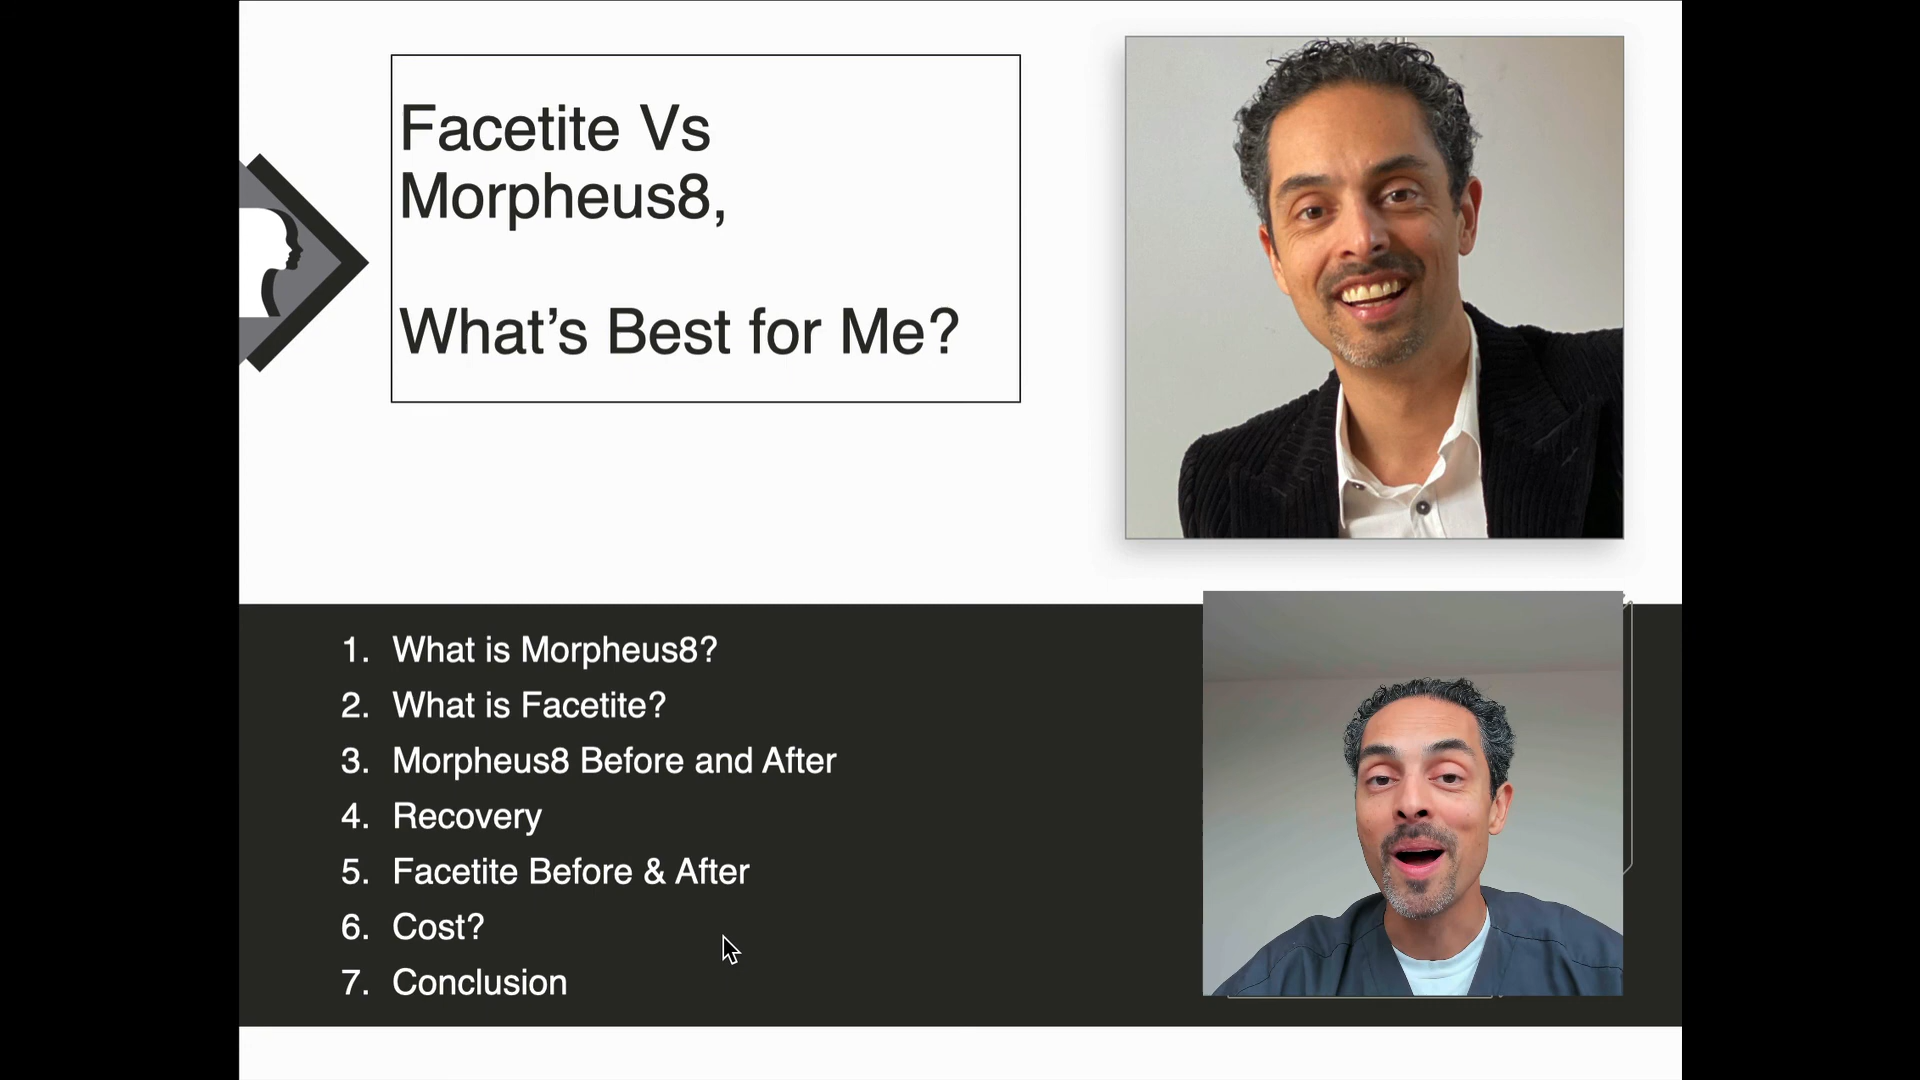 Facetite Vs
Morpheus8,
What’s Best for Me?
1. What is Morpheus8?
2. What is Facetite?
3. Morpheus8 Before and After
4. Recovery
5. Facetite Before & After
6. Cost?
7. Conclusion